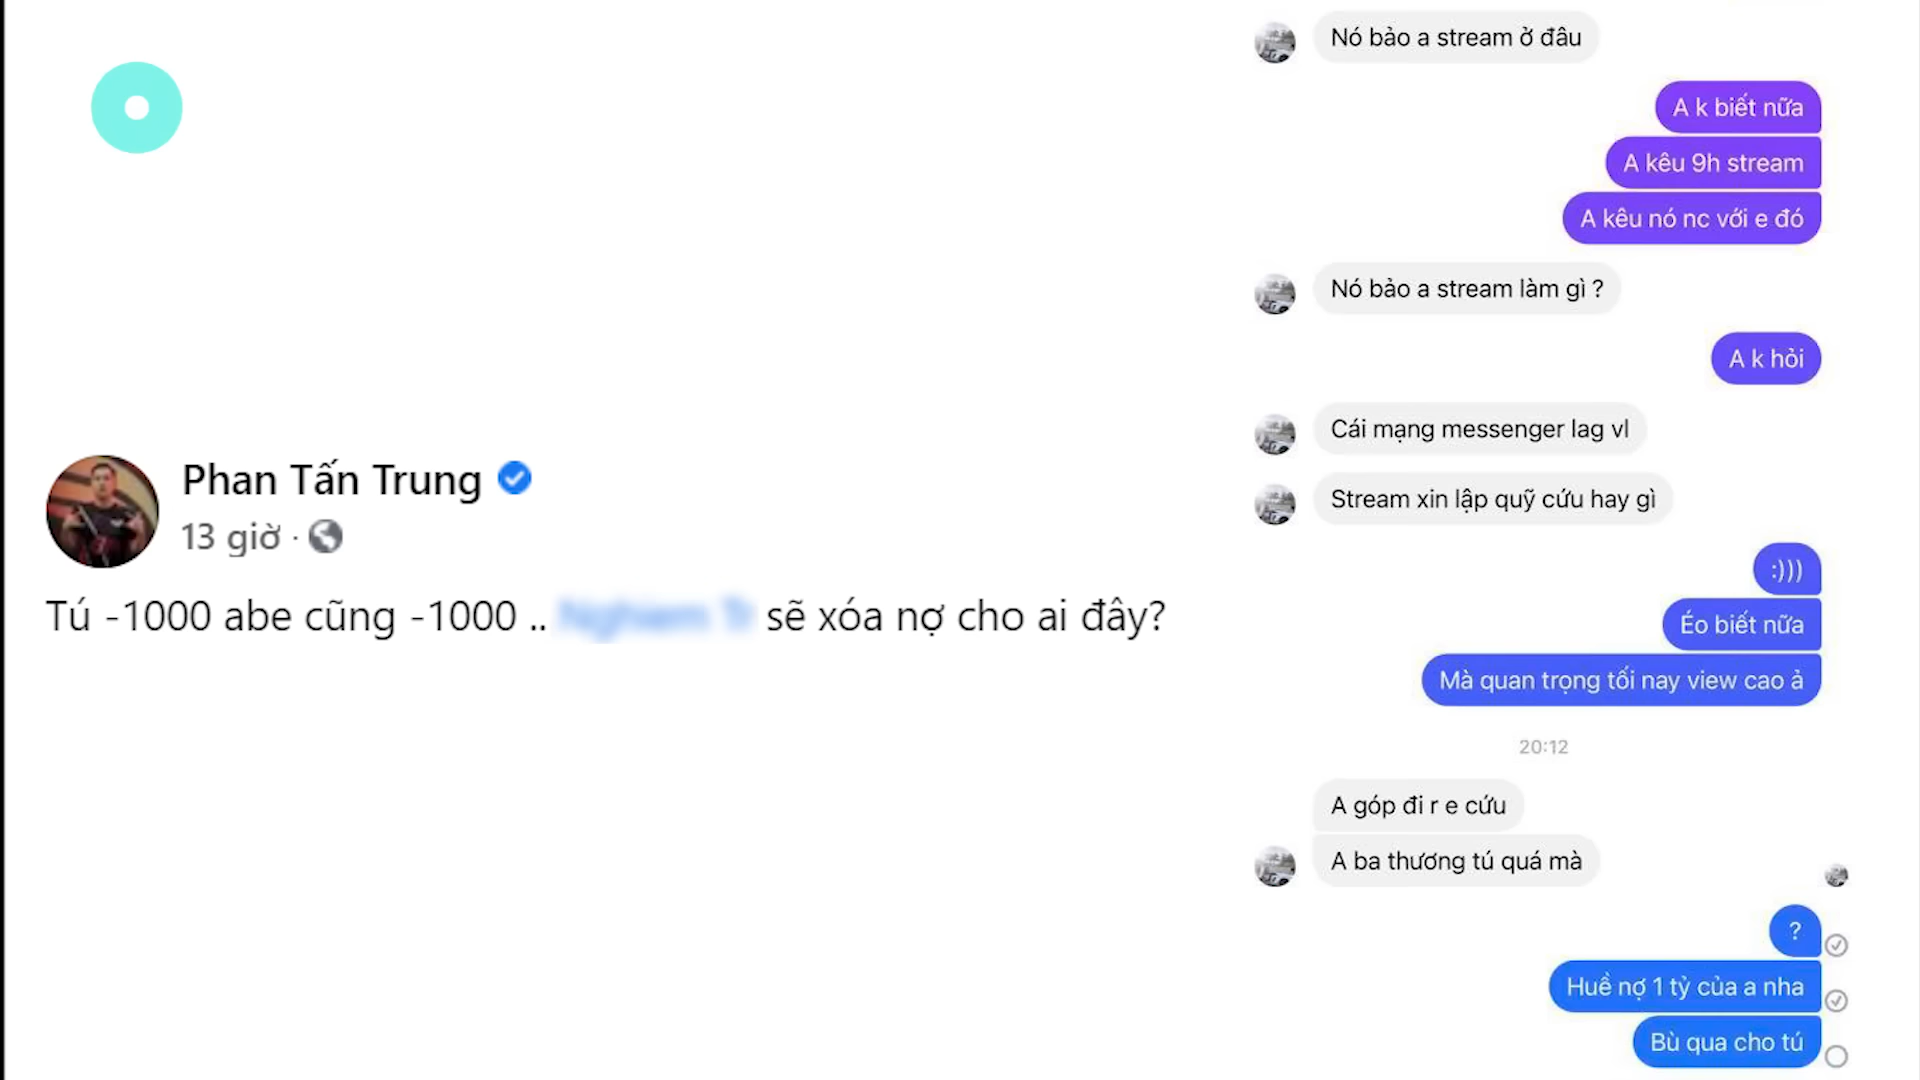 Phan Tấn Trung
13 giờ ·
Tú -1000 abe cũng -1000 .. sẽ xóa nợ cho ai đây?
Nó bảo a stream ở đâu
A k biết nữa
A kêu 9h stream
A kêu nó nc với e đó
Nó bảo a stream làm gì ?
A k hỏi
Cái mạng messenger lag vl
Stream xin lập quỹ cứu hay gì
:)))
Éo biết nữa
Mà quan trọng tối nay view cao ả
20:12
A góp đi r e cứu
A ba thương tú quá mà
?
Huề nợ 1 tỷ của a nha
Bù qua cho tú